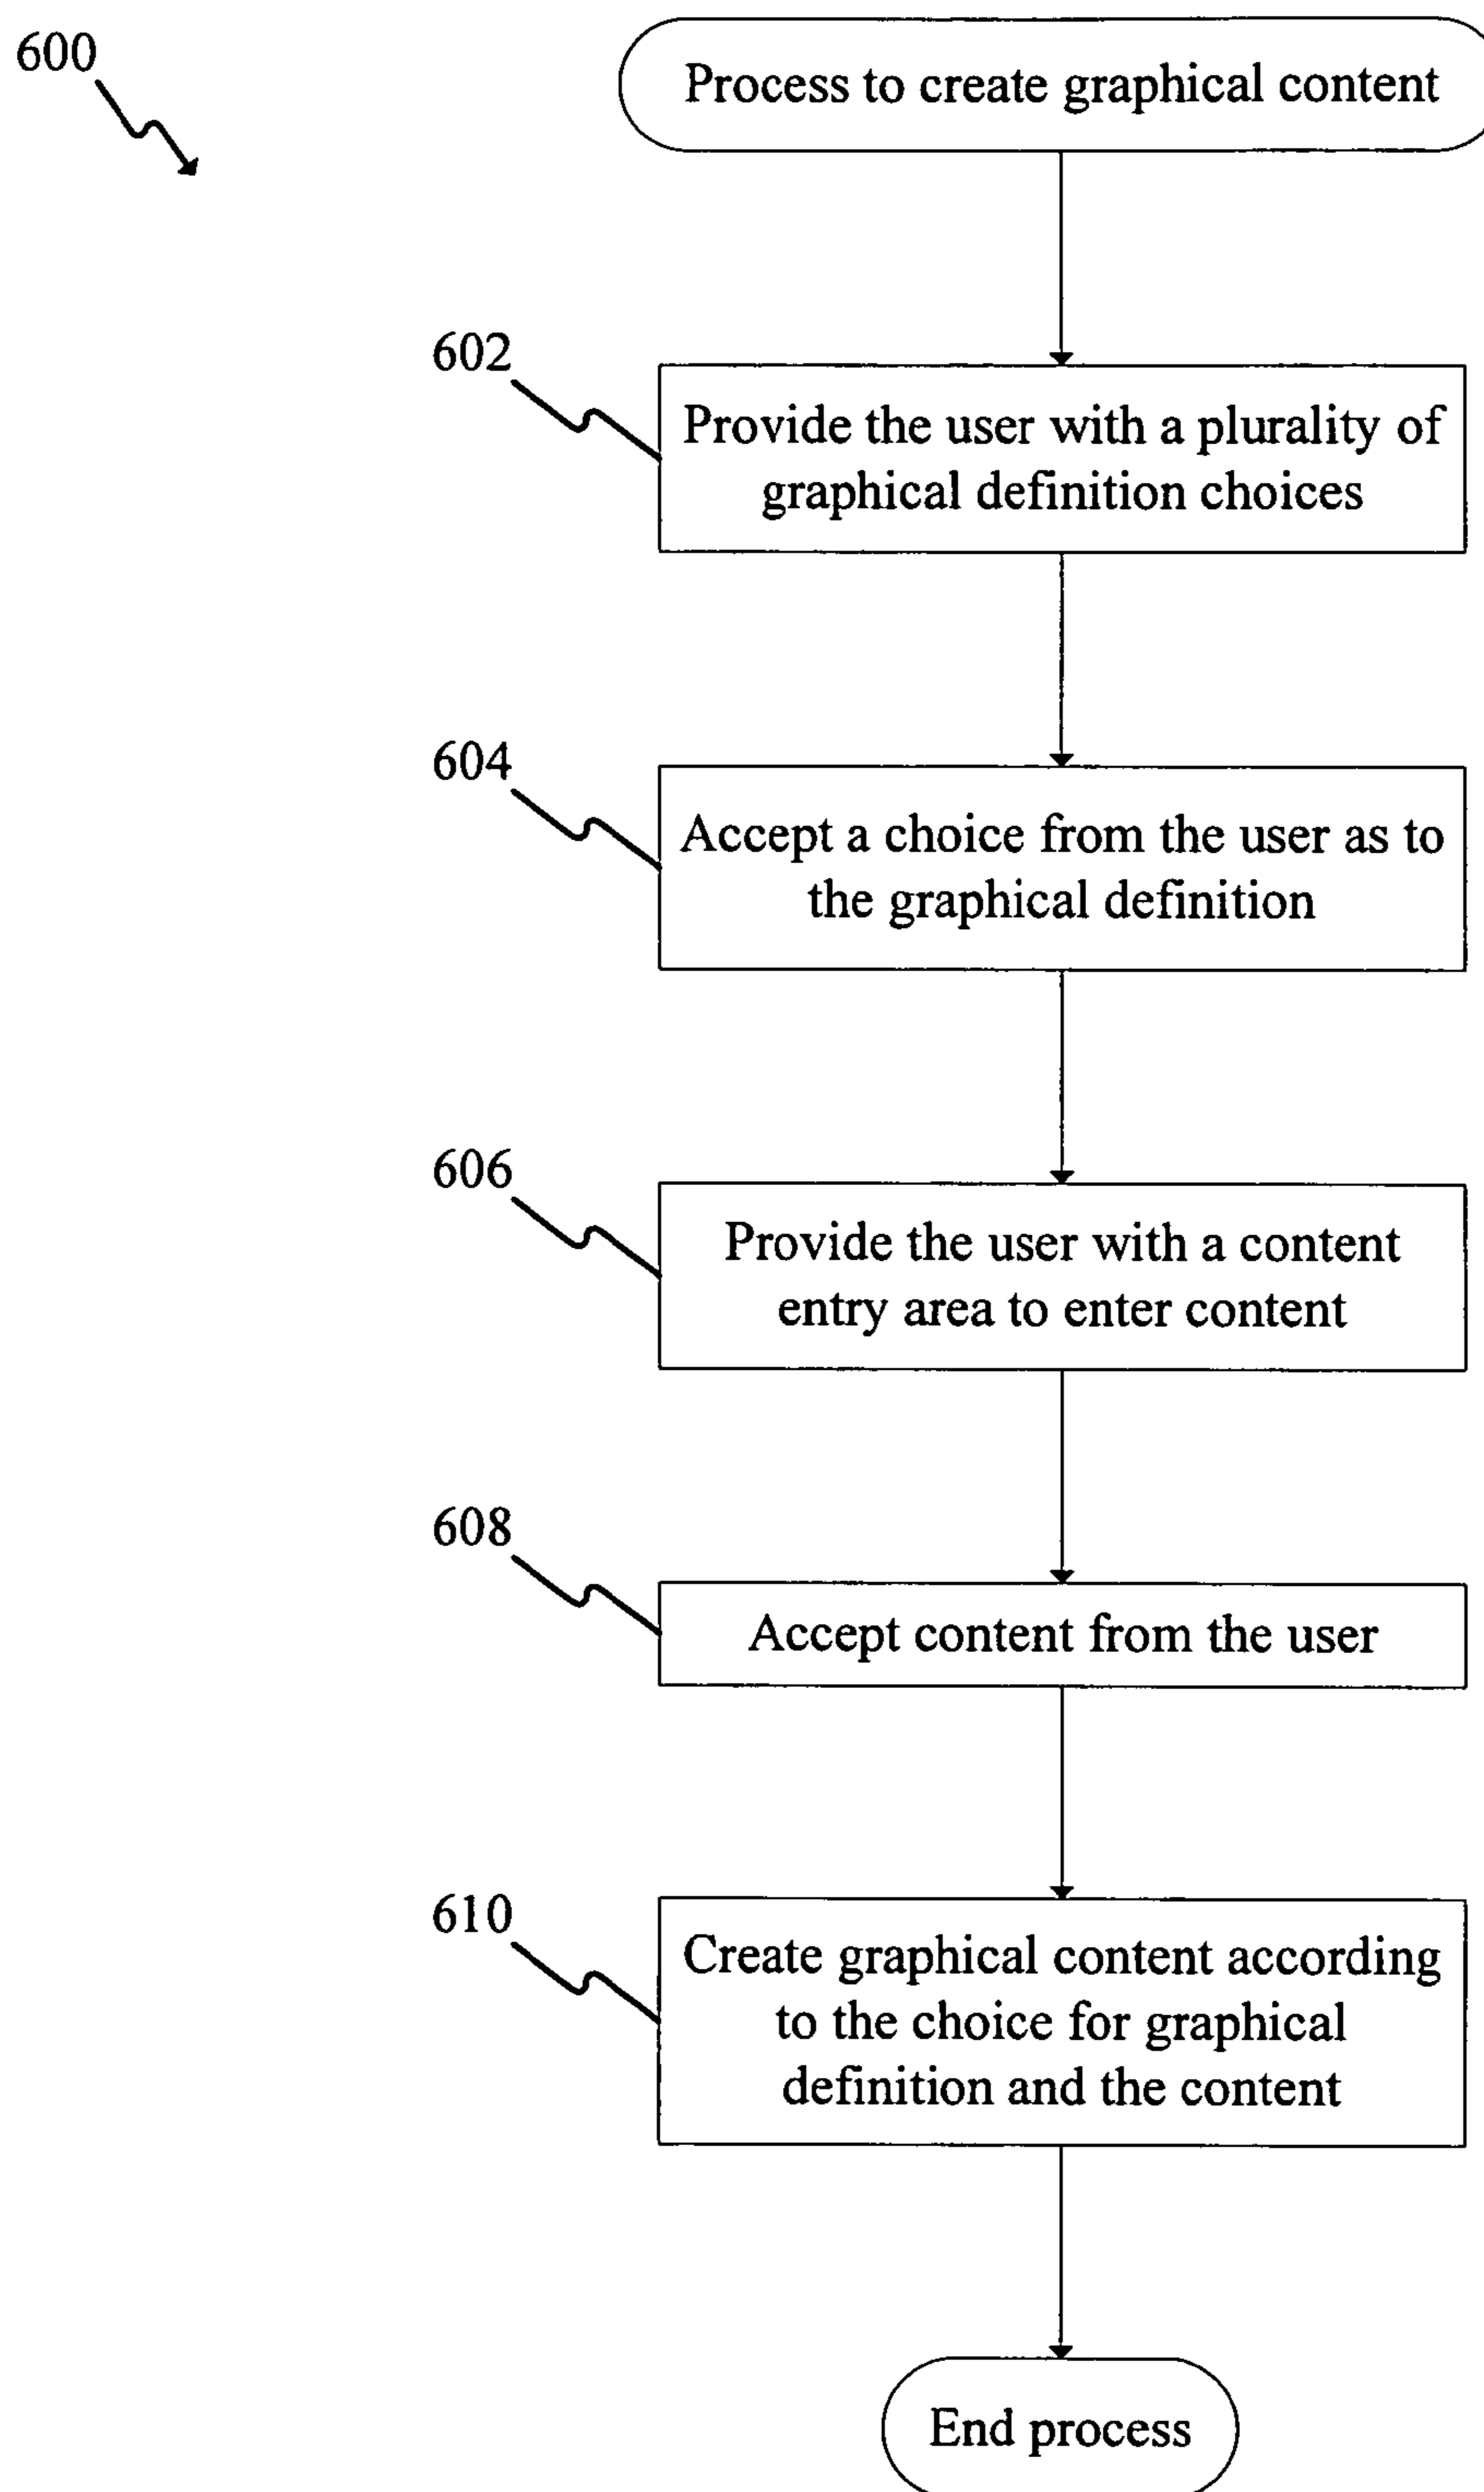 600
Process to create graphical content
602
Provide the user with a plurality of
graphical definition choices
604
Accept a choice from the user as to
the graphical definition
606
Provide the user with a content
entry area to enter content
608
Accept content from the user
610
Create graphical content according
to the choice for graphical
definition and the content
End process